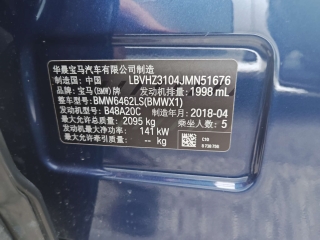 华晨宝马汽车有限公司制造
制造国: 中国 LBVHZ3104JMN51676
品牌: 宝马(BMW)牌 发动机排量: 1998 mL
整车型号: BMW6462LS(BMWX1)
发动机型号: B48A20C 制造年月: 2018-04
最大允许总质量: 2095 kg 乘坐人数: 5
发动机最大净功率: 141 kW
最大允许牵引质量: -- kg